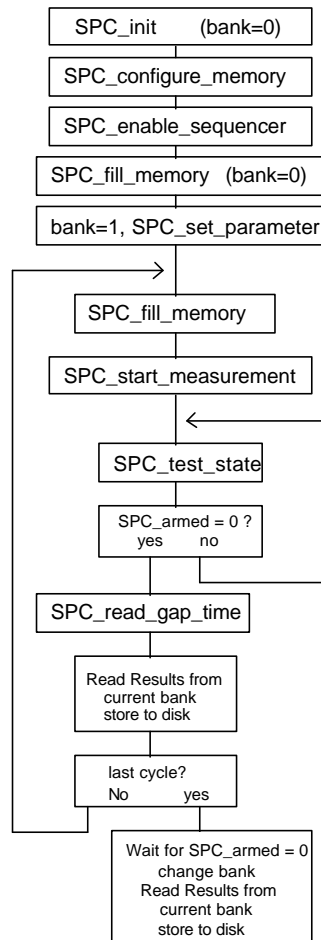 SPC_init (bank=0)
SPC_configure_memory
SPC_enable_sequencer
SPC_fill_memory (bank=0)
bank=1, SPC_set_parameter
SPC_fill_memory
SPC_start_measurement
SPC_test_state
SPC_armed = 0 ?
yes no
SPC_read_gap_time
Read Results from
current bank
store to disk
last cycle?
No yes
Wait for SPC_armed = 0
change bank
Read Results from
current bank
store to disk